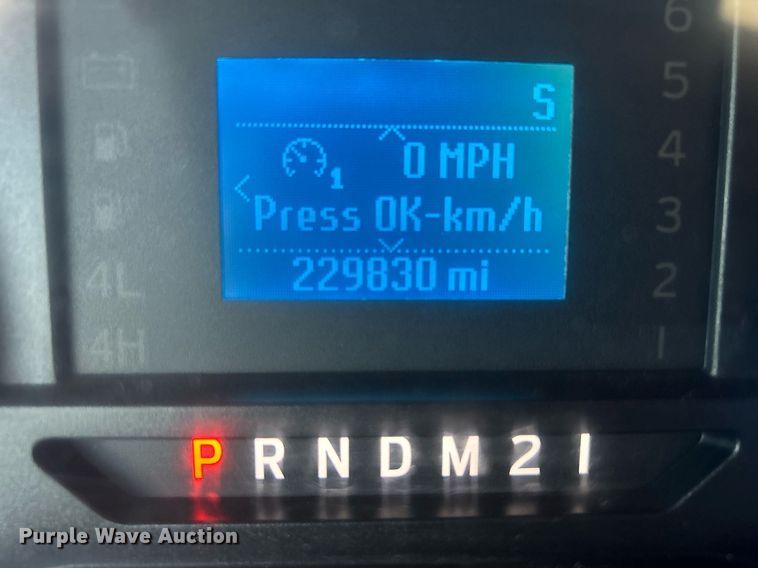 6
5
S
4
0 MPH
1
Press OK-km/h
3
4L
229830 mi
2
4H
1
P R N D M 2 1
Purple Wave Auction®